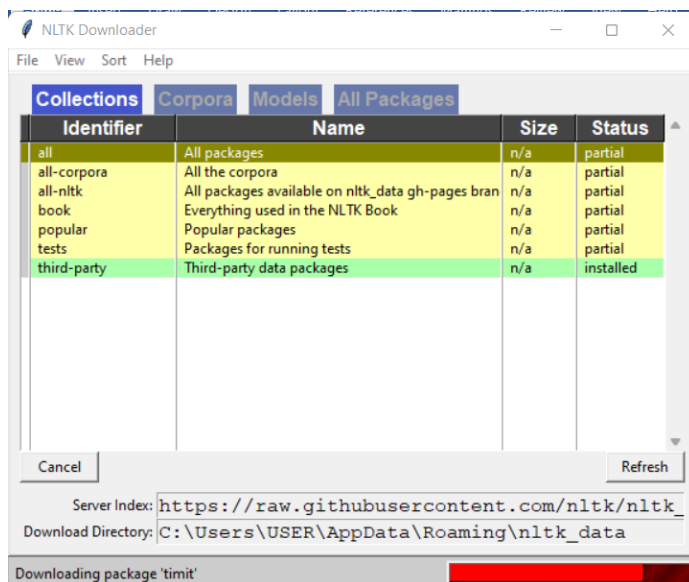 NLTK Downloader
File View Sort Help
Collections Corpora Models All Packages
Identifier Name Size Status
all All packages n/a partial
all-corpora All the corpora n/a partial
all-nltk All packages available on nltk_data gh-pages bran n/a partial
book Everything used in the NLTK Book n/a partial
popular Popular packages n/a partial
tests Packages for running tests n/a partial
third-party Third-party data packages n/a installed
Cancel Refresh
Server Index: https://raw.githubusercontent.com/nltk/nltk_
Download Directory: C:\Users\USER\AppData\Roaming\nltk_data
Downloading package 'timit'